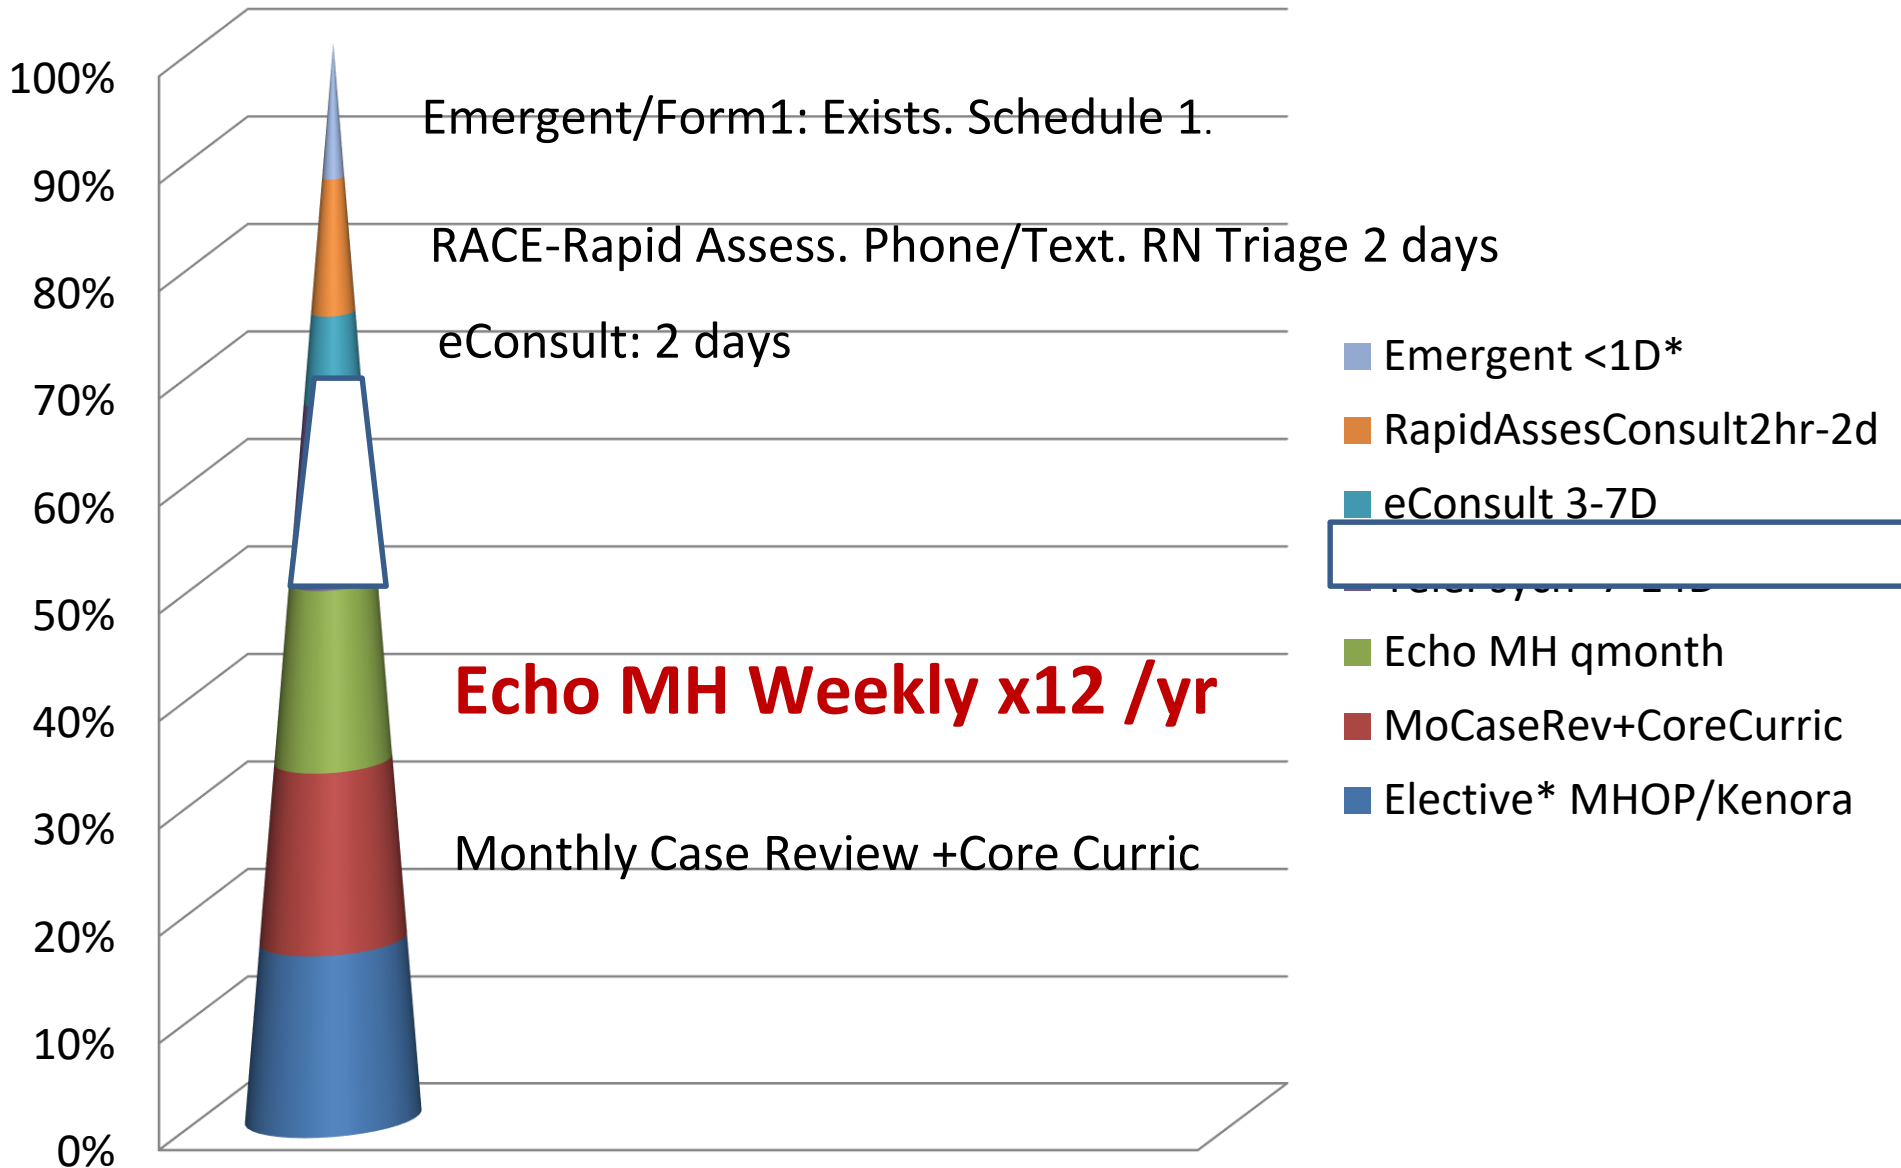 100%
90%
80%
70%
60%
50%
40%
30%
20%
10%
0%
Emergent/Form1: Exists. Schedule 1.
RACE-Rapid Assess. Phone/Text. RN Triage 2 days
eConsult: 2 days
Echo MH Weekly x12 /yr
Monthly Case Review +Core Curric
Emergent <1D*
RapidAssesConsult2hr-2d
eConsult 3-7D
Echo MH qmonth
MoCaseRev+CoreCurric
Elective* MHOP/Kenora